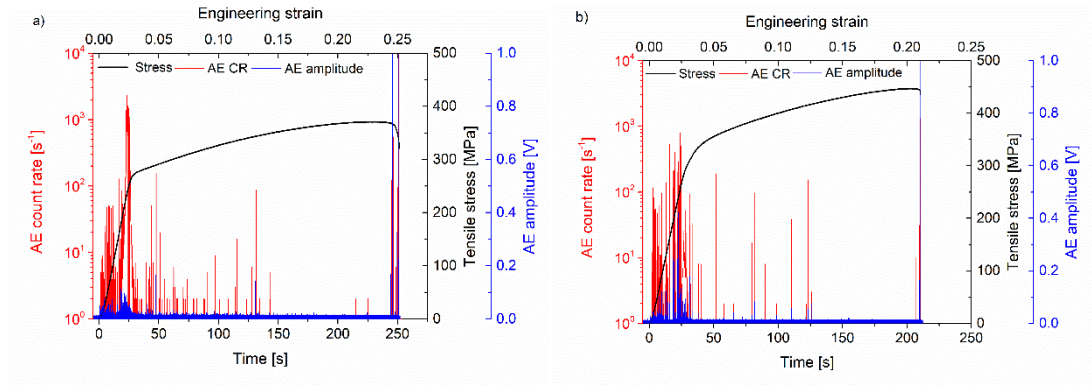 a)
Engineering strain
0.00 0.05 0.10 0.15 0.20 0.25
Stress AE CR AE amplitude
10⁴
10³
10²
10¹
10⁰
AE count rate [s⁻¹]
500
400
300
200
100
0
Tensile stress [MPa]
1.0
0.8
0.6
0.4
0.2
0.0
AE amplitude [V]
0 50 100 150 200 250
Time [s]
b)
Engineering strain
0.00 0.05 0.10 0.15 0.20 0.25
Stress AE CR AE amplitude
10⁴
10³
10²
10¹
10⁰
AE count rate [s⁻¹]
500
400
300
200
100
0
Tensile stress [MPa]
1.0
0.8
0.6
0.4
0.2
0.0
AE amplitude [V]
0 50 100 150 200 250
Time [s]